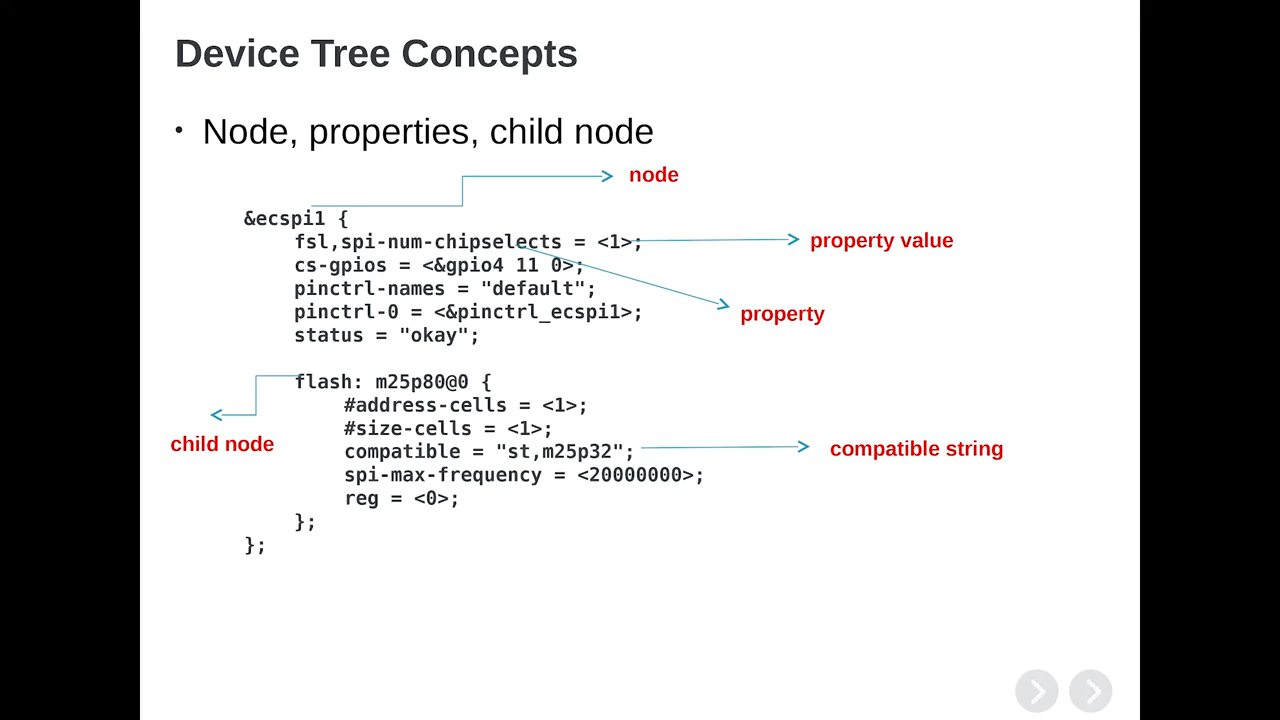 Device Tree Concepts
• Node, properties, child node
node
&ecspi1 {
fsl,spi-num-chipselects = <1>;
property value
cs-gpios = <&gpio4 11 0>;
pinctrl-names = "default";
pinctrl-0 = <&pinctrl_ecspi1>;
property
status = "okay";
flash: m25p80@0 {
#address-cells = <1>;
#size-cells = <1>;
child node
compatible = "st,m25p32";
compatible string
spi-max-frequency = <20000000>;
reg = <0>;
};
};